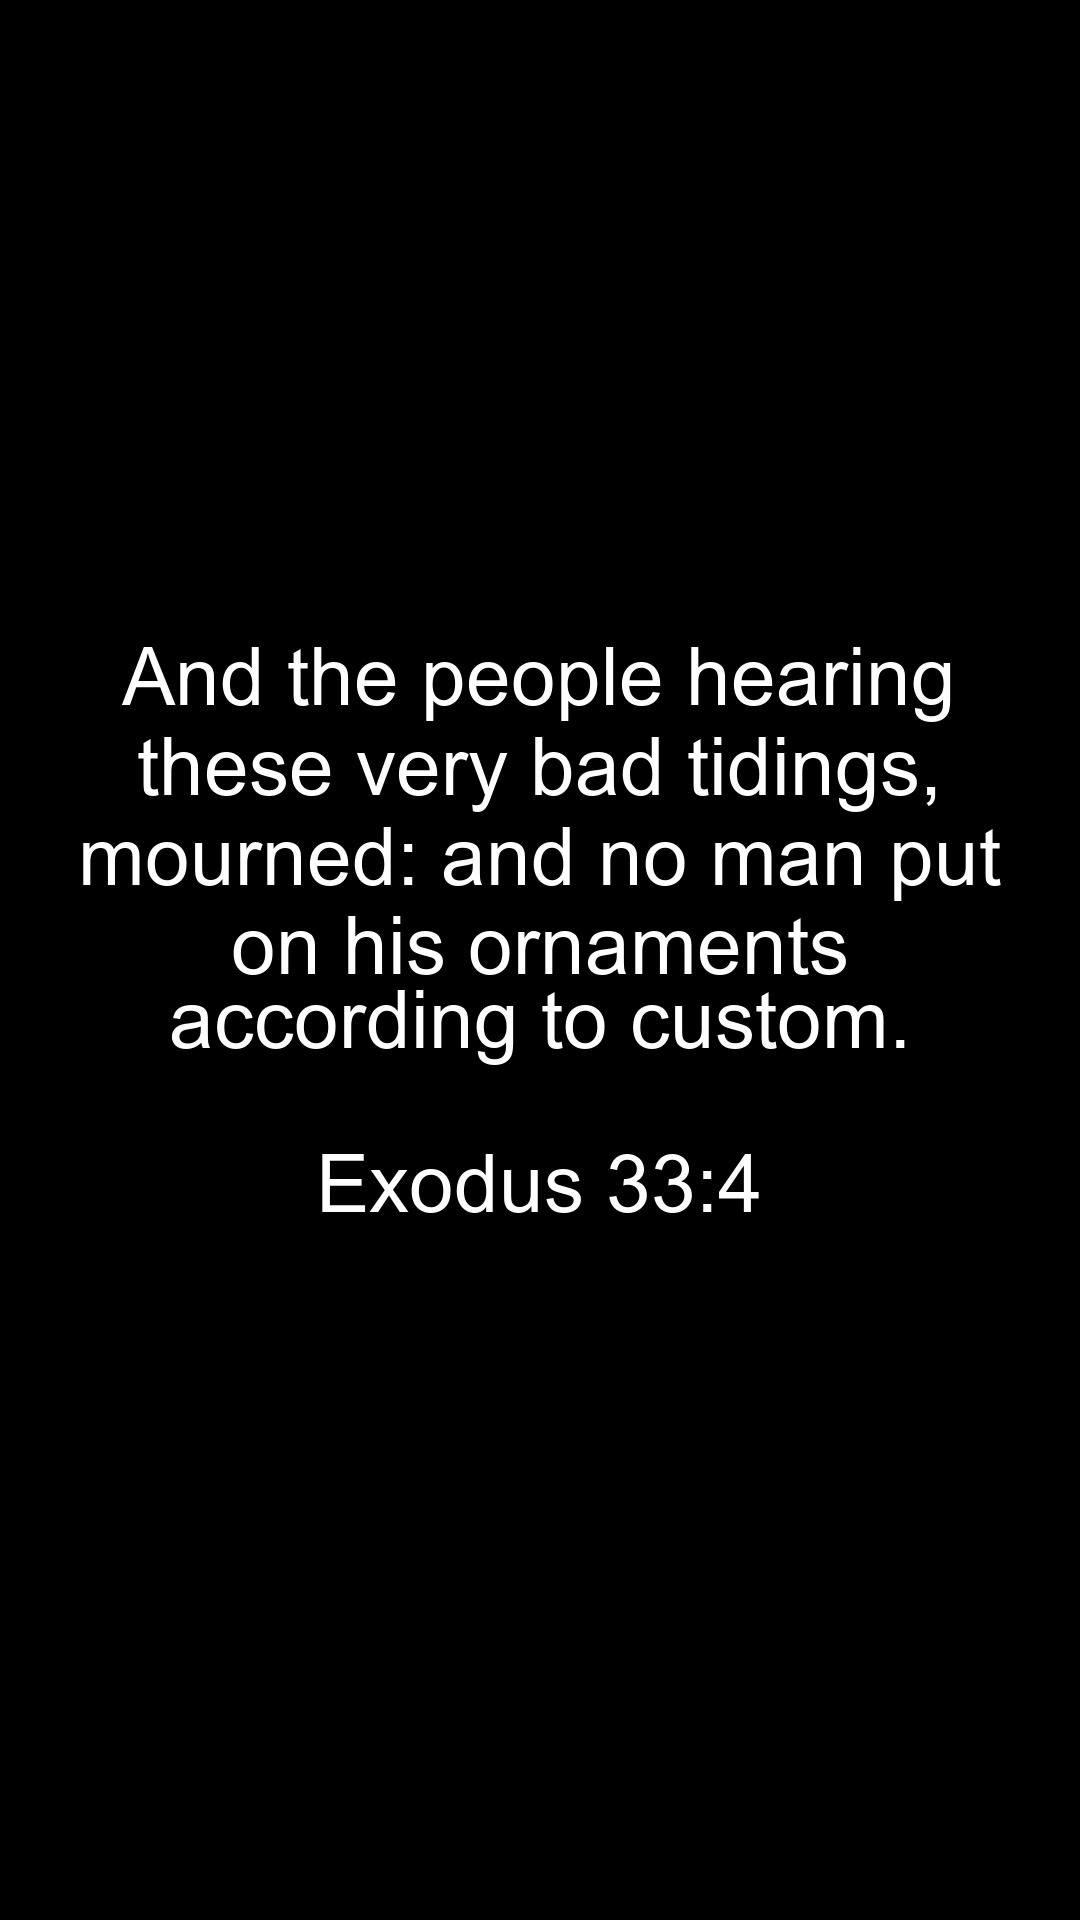 And the people hearing
these very bad tidings,
mourned: and no man put
on his ornaments
according to custom.
Exodus 33:4